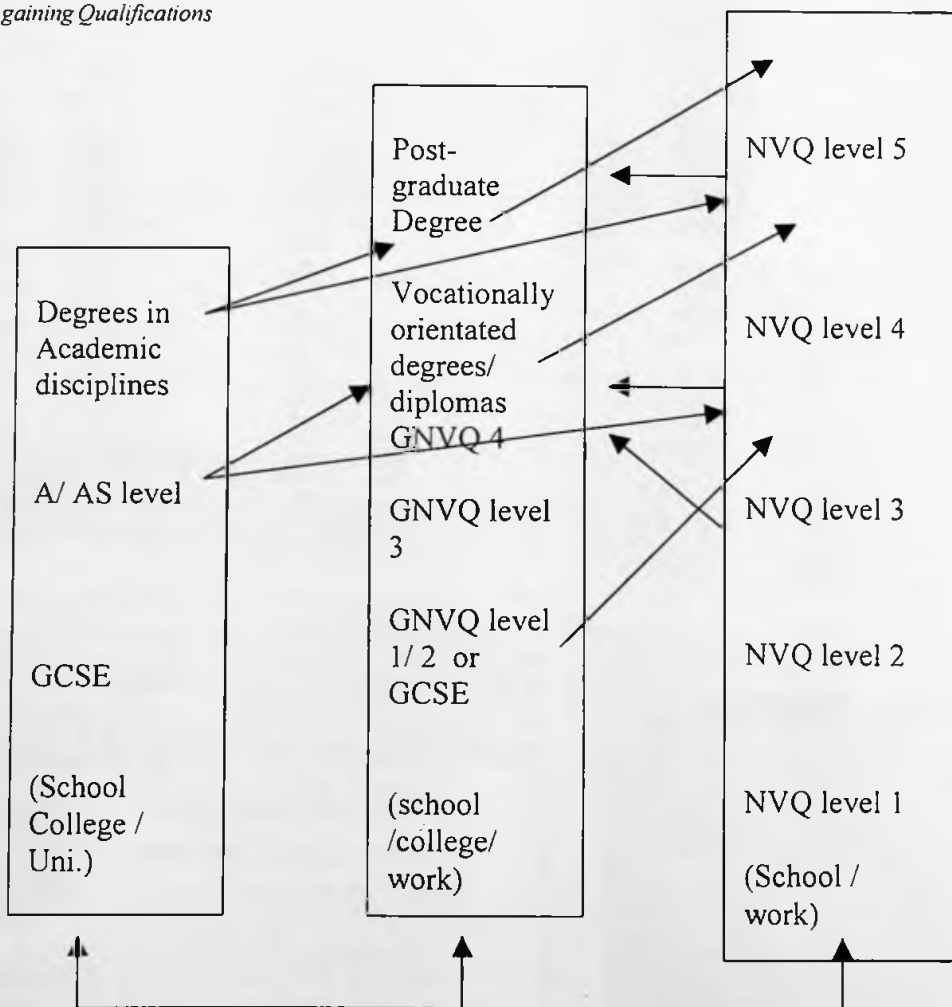 gaining Qualifications
Degrees in
Academic
disciplines
A/ AS level
GCSE
(School
College /
Uni.)
Post-
graduate
Degree
Vocationally
orientated
degrees/
diplomas
GNVQ 4
GNVQ level
3
GNVQ level
1/ 2 or
GCSE
(school
/college/
work)
NVQ level 5
NVQ level 4
NVQ level 3
NVQ level 2
NVQ level 1
(School /
work)